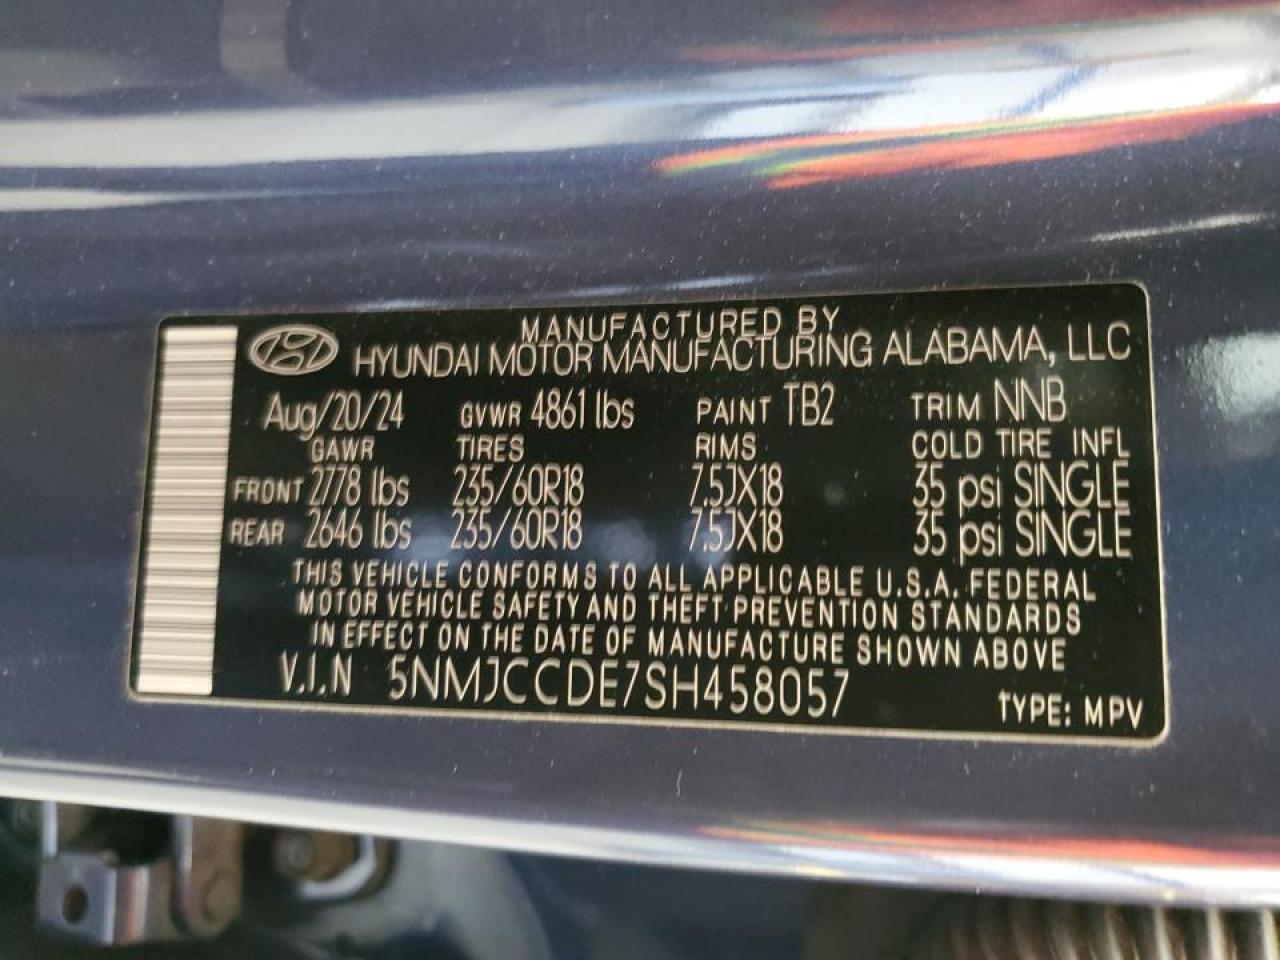 MANUFACTURED BY
HYUNDAI MOTOR MANUFACTURING ALABAMA, LLC
Aug/20/24 GVWR 4861 lbs PAINT TB2 TRIM NNB
GAWR TIRES RIMS COLD TIRE INFL
FRONT 2778 lbs 235/60R18 7.5JX18 35 psi SINGLE
REAR 2646 lbs 235/60R18 7.5JX18 35 psi SINGLE
THIS VEHICLE CONFORMS TO ALL APPLICABLE U.S.A. FEDERAL
MOTOR VEHICLE SAFETY AND THEFT PREVENTION STANDARDS
IN EFFECT ON THE DATE OF MANUFACTURE SHOWN ABOVE
V.I.N 5NMJCCDE7SH458057 TYPE: MPV